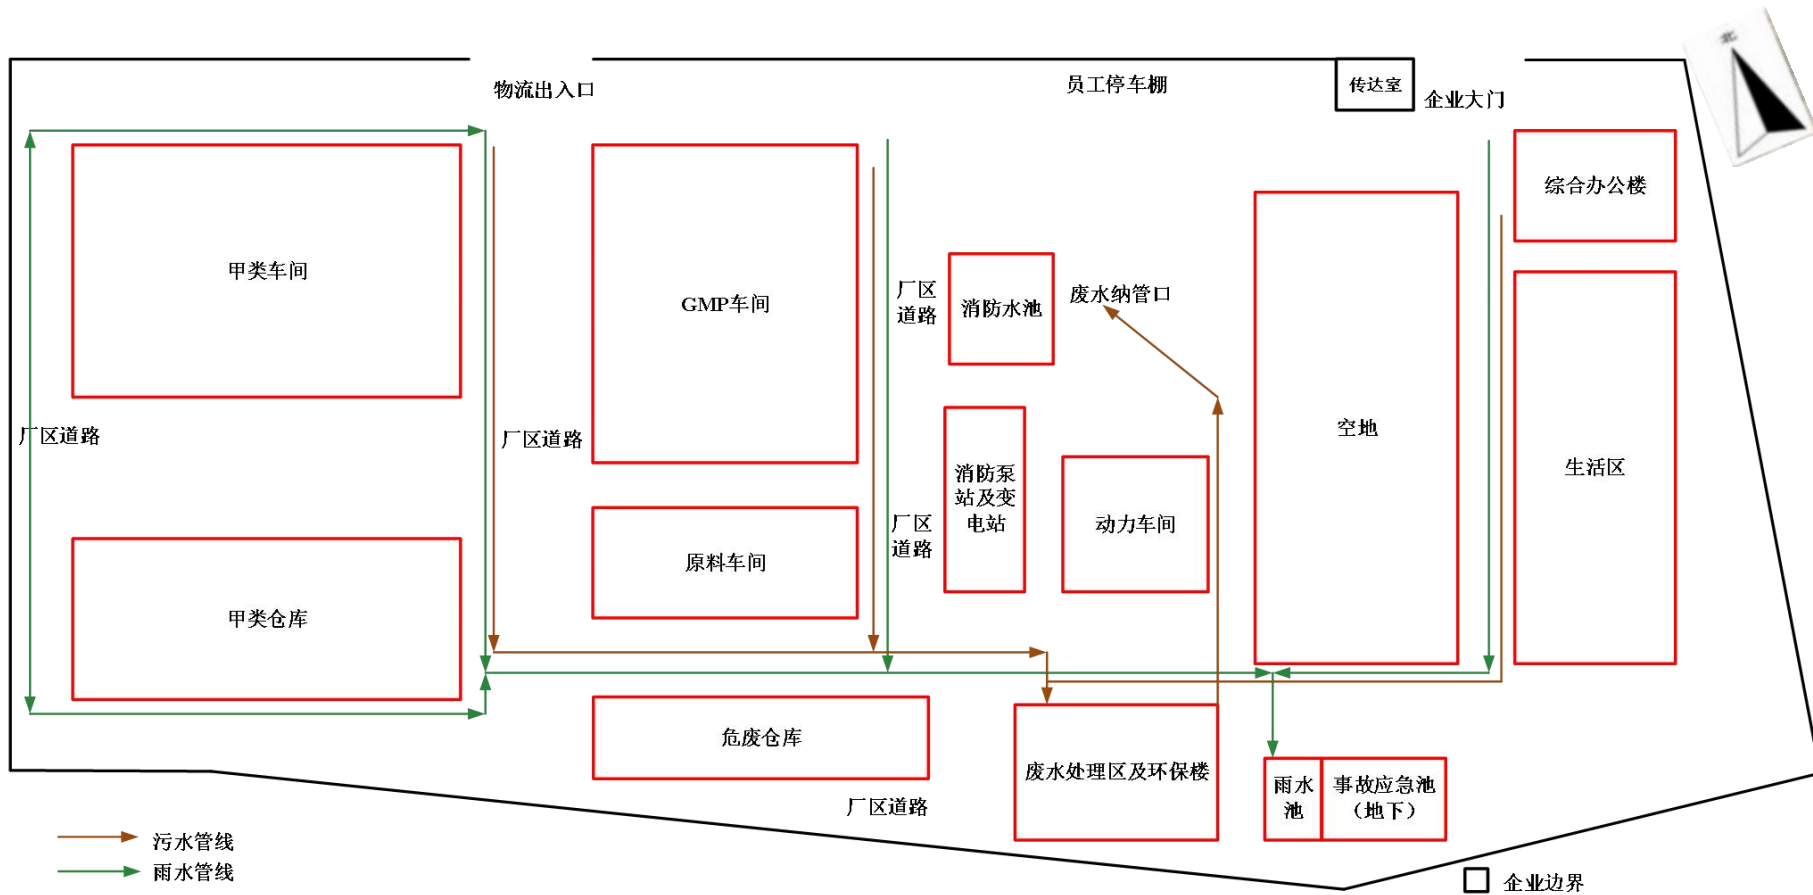 北
物流出入口
员工停车棚
传达室
企业大门
综合办公楼
甲类车间
GMP车间
厂区
道路
消防水池
废水纳管口
厂区道路
厂区道路
空地
生活区
消防泵
站及变
电站
厂区
道路
动力车间
原料车间
甲类仓库
危废仓库
废水处理区及环保楼
雨水
池
事故应急池
（地下）
厂区道路
污水管线
雨水管线
企业边界